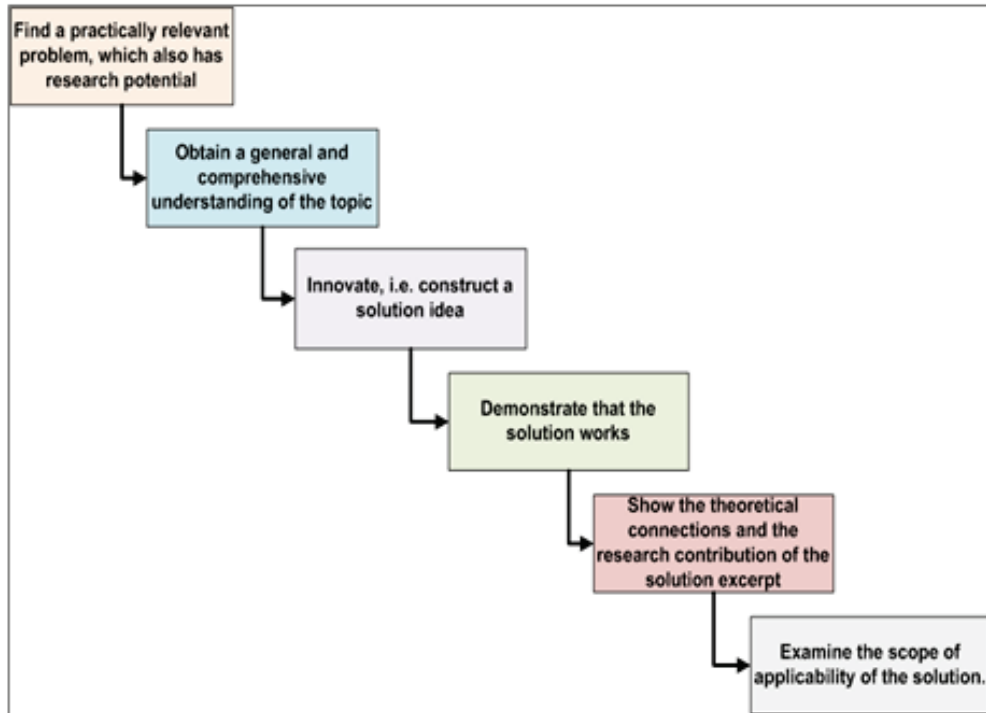 Find a practically relevant
problem, which also has
research potential
Obtain a general and
comprehensive
understanding of the topic
Innovate, i.e. construct a
solution idea
Demonstrate that the
solution works
Show the theoretical
connections and the
research contribution of the
solution excerpt
Examine the scope of
applicability of the solution.